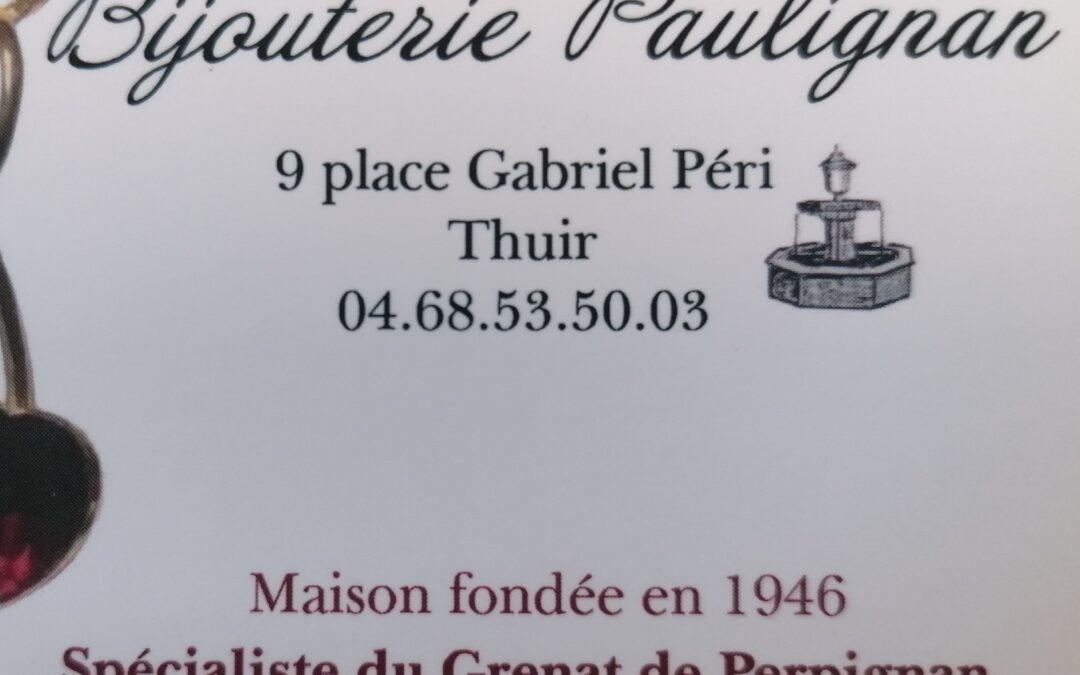 Bijouterie Paulignan
9 place Gabriel Péri
Thuir
04.68.53.50.03
Maison fondée en 1946
Spécialiste du Grenat de Perpignan